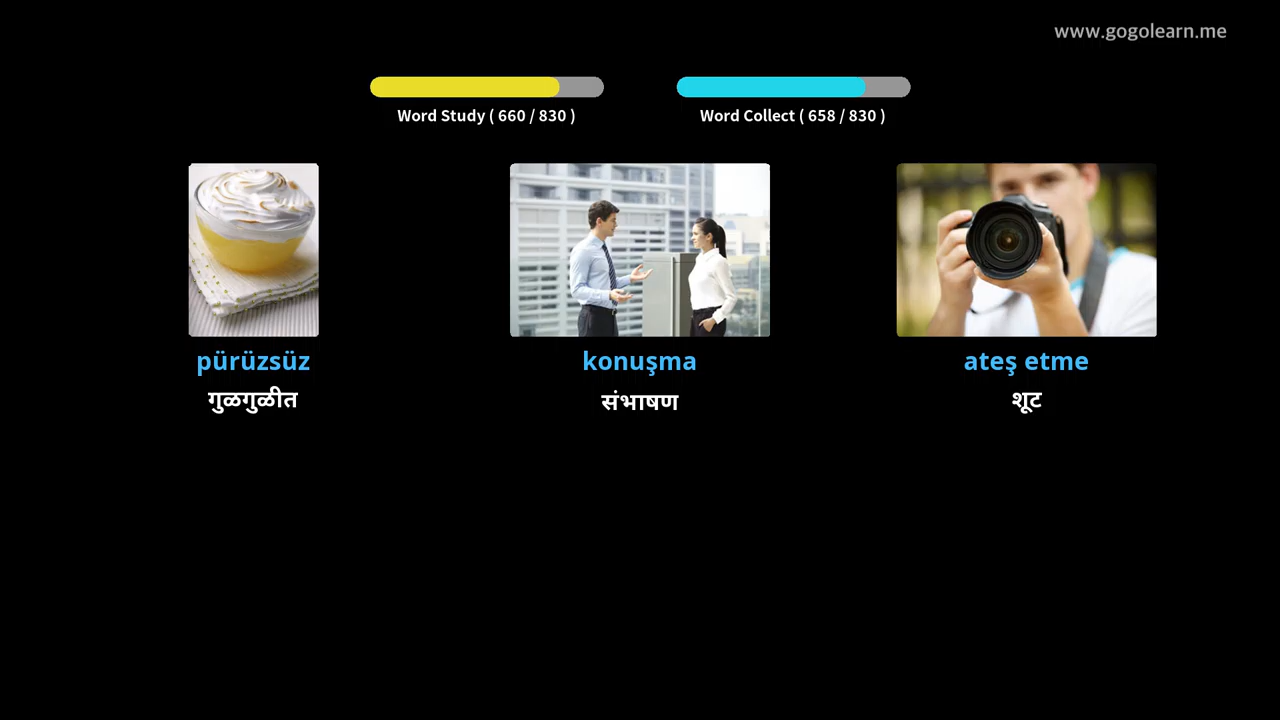 www.gogolearn.me
Word Study ( 660 / 830 )
Word Collect ( 658 / 830 )
pürüzsüz
गुळगुळीत
konuşma
संभाषण
ateş etme
शूट